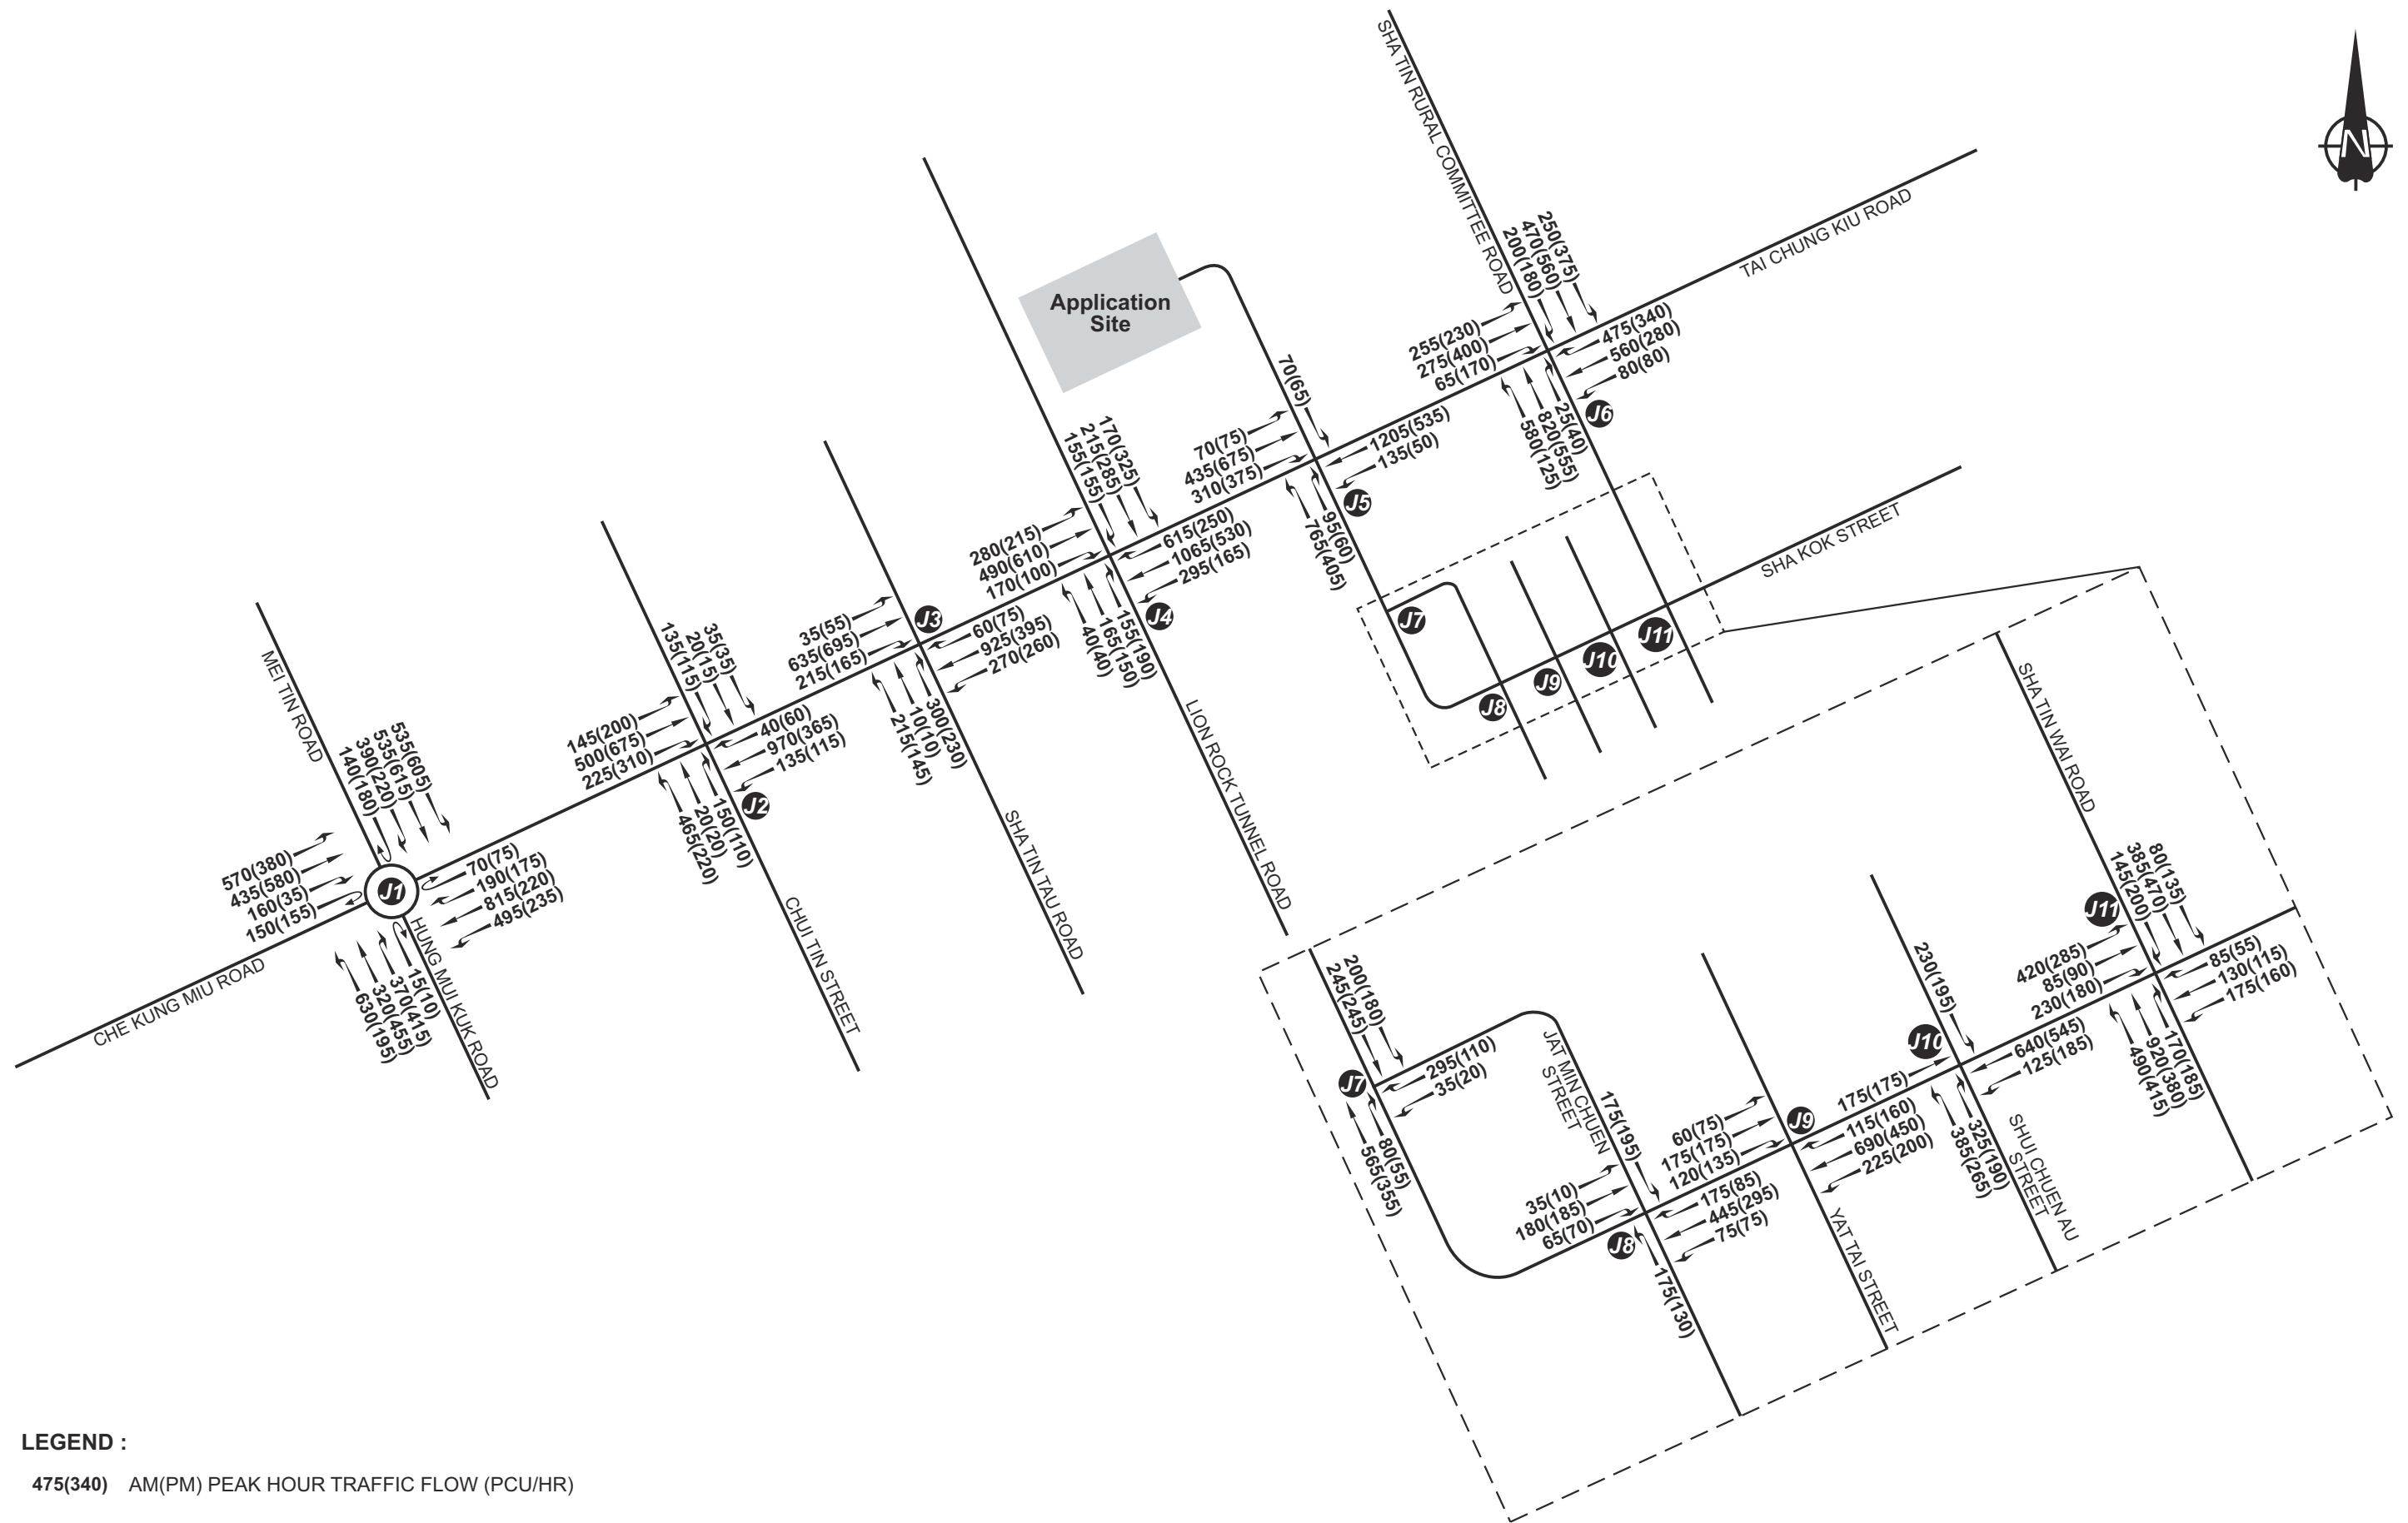 SHA TIN RURAL COMMITTEE ROAD
N
TAI CHUNG KIU ROAD
250(375)
470(560)
200(180)
255(230)
275(400)
65(170)
475(340)
560(280)
80(80)
25(40)
820(555)
580(125)
J6
Application
Site
70(65)
70(75)
435(675)
310(375)
1205(535)
135(50)
95(60)
765(405)
J5
170(325)
215(285)
155(155)
280(215)
490(610)
170(100)
615(250)
1065(530)
295(165)
155(190)
165(150)
40(40)
J4
LION ROCK TUNNEL ROAD
35(55)
635(695)
215(165)
J3
60(75)
925(395)
270(260)
300(230)
10(10)
215(145)
SHA TIN TAU ROAD
35(35)
20(15)
135(115)
145(200)
500(675)
225(310)
40(60)
970(365)
135(115)
150(110)
20(20)
465(220)
J2
CHUI TIN STREET
MEI TIN ROAD
535(605)
535(615)
390(220)
140(180)
570(380)
435(580)
160(35)
150(155)
J1
70(75)
190(175)
815(220)
495(235)
15(10)
370(415)
320(455)
630(195)
HUNG MUI KUK ROAD
CHE KUNG MIU ROAD
SHA KOK STREET
J7
J8
J9
J10
J11
SHA TIN WAI ROAD
80(135)
385(470)
145(200)
J11
420(285)
85(90)
230(180)
85(55)
130(115)
175(160)
170(185)
920(380)
490(415)
230(195)
J10
175(175)
640(545)
125(185)
325(190)
385(265)
SHUI CHUEN AU
STREET
60(75)
175(175)
120(135)
J9
115(160)
690(450)
225(200)
YAT TAI STREET
JAT MIN CHUEN
STREET
175(195)
35(10)
180(185)
65(70)
J8
175(85)
445(295)
75(75)
175(130)
200(180)
245(245)
J7
295(110)
35(20)
80(55)
565(355)
LEGEND :
475(340) AM(PM) PEAK HOUR TRAFFIC FLOW (PCU/HR)